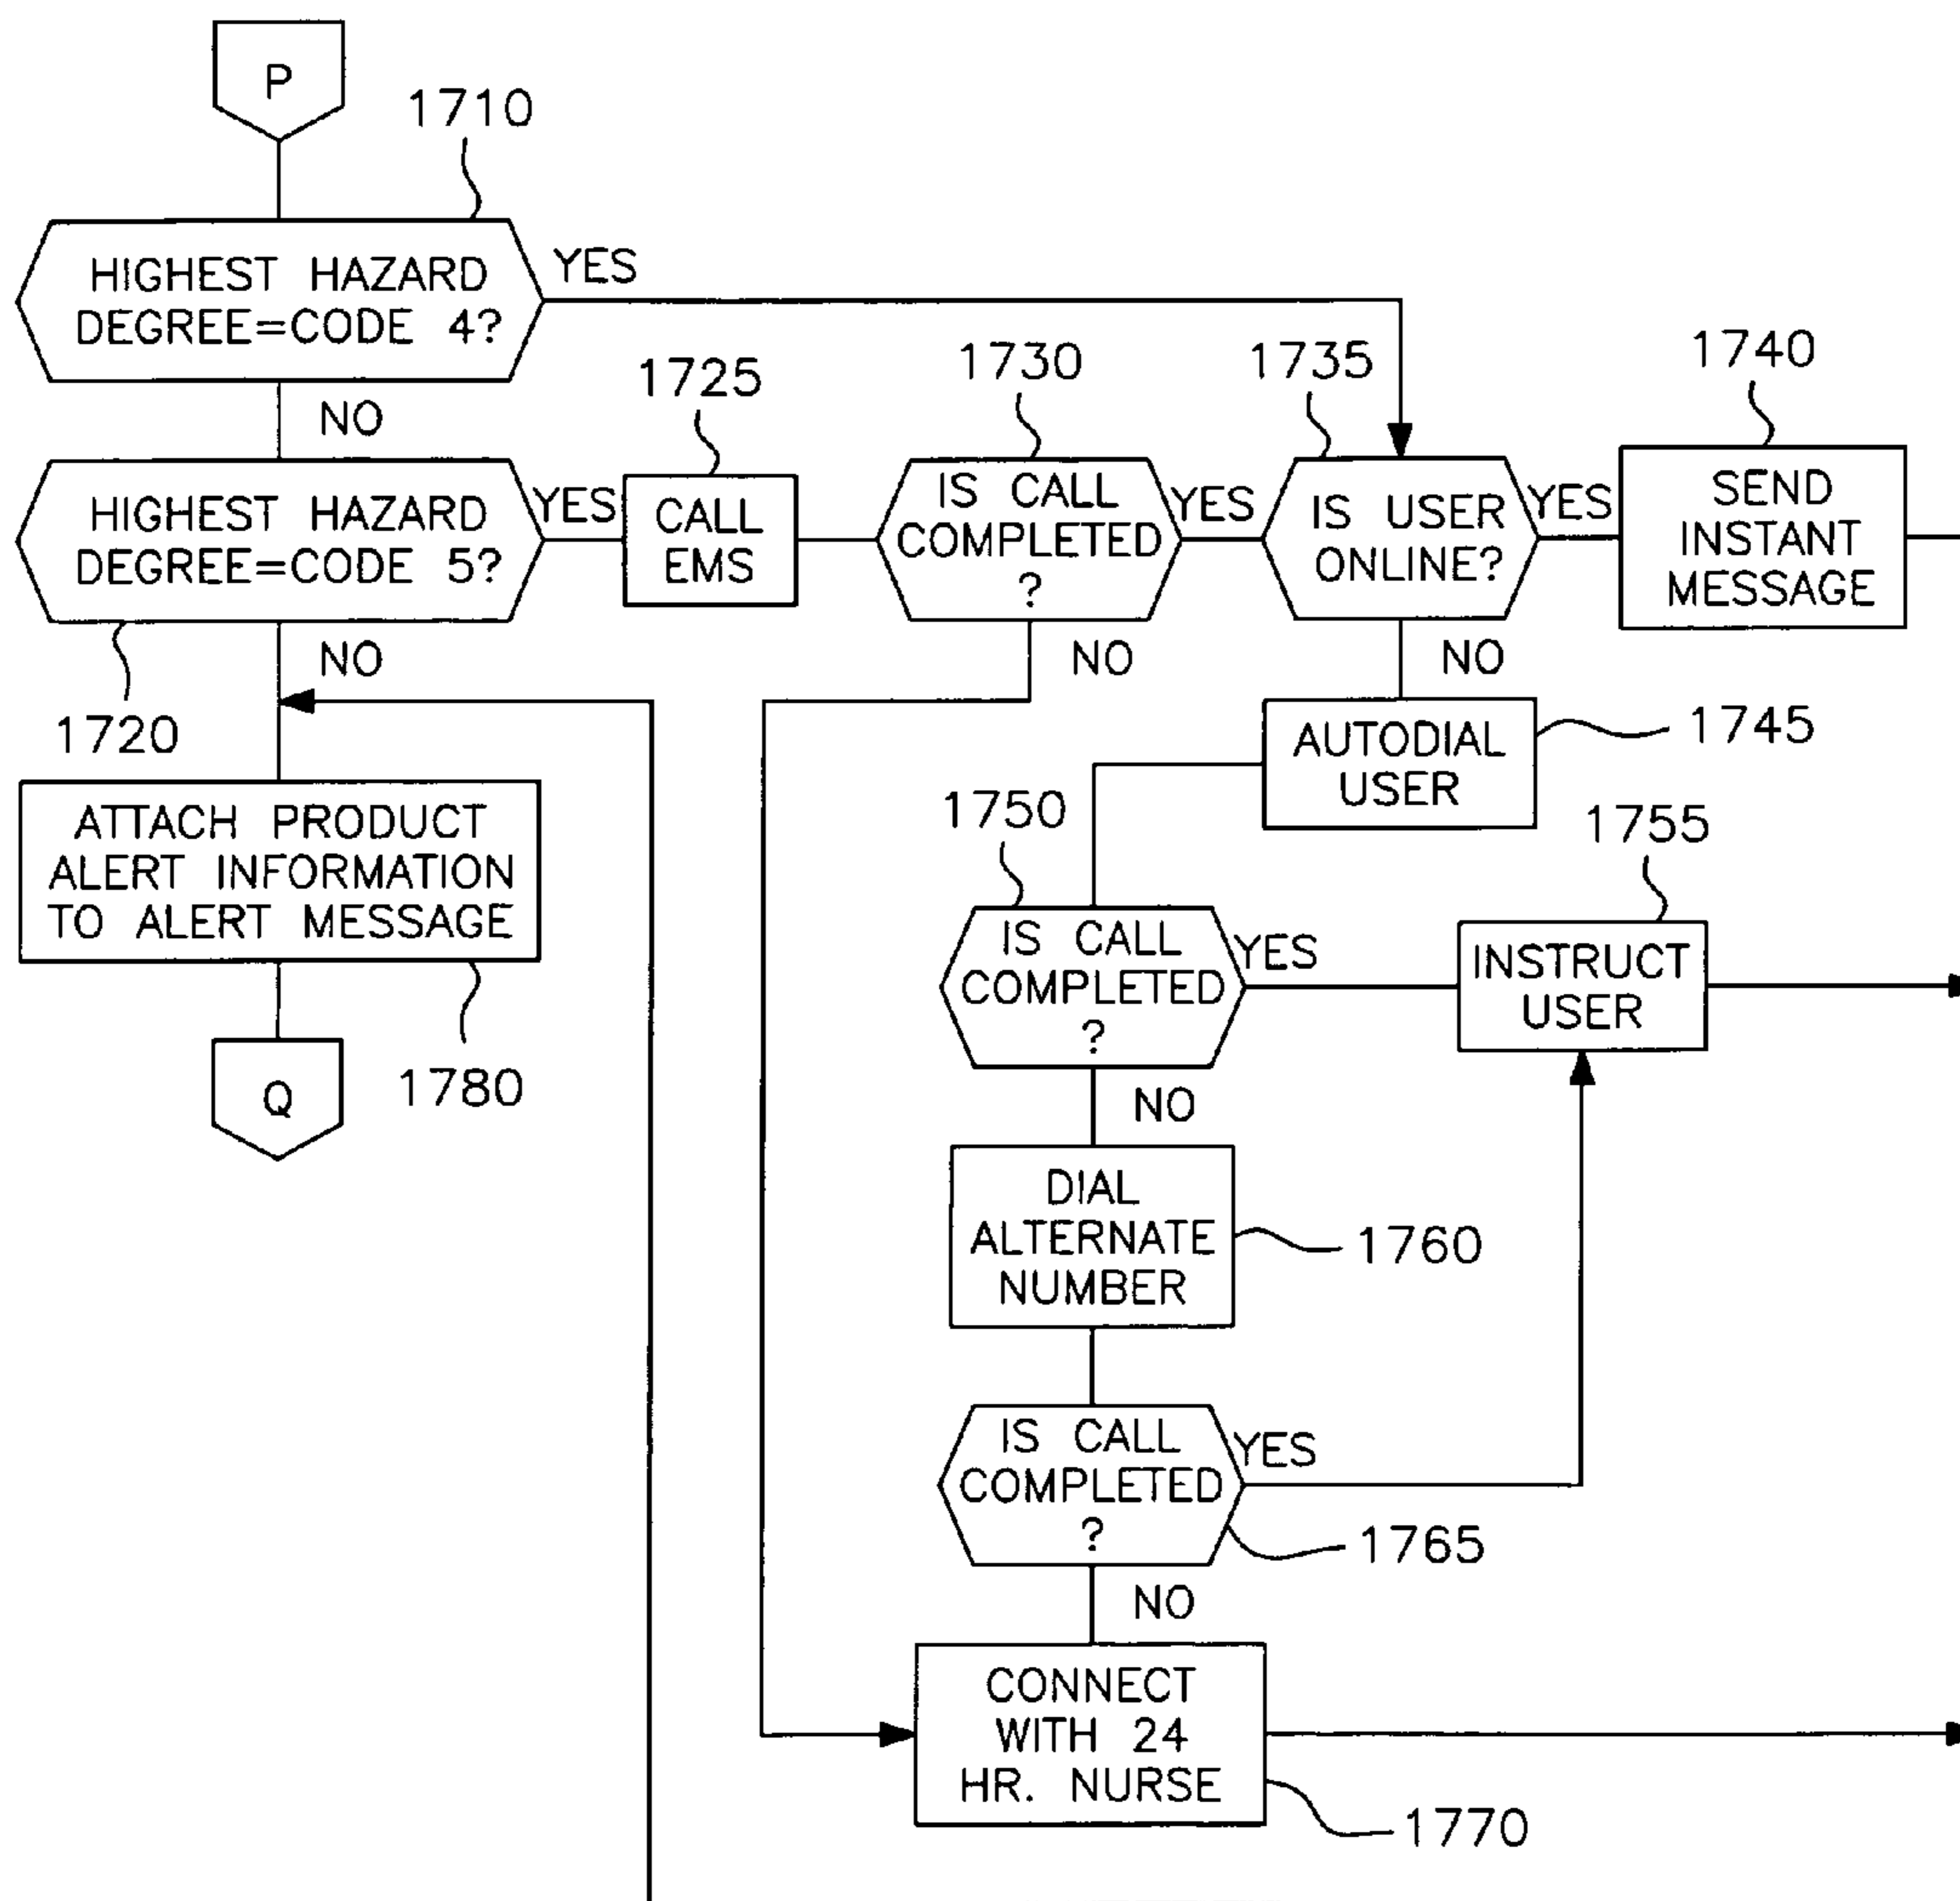 P
1710
HIGHEST HAZARD
DEGREE=CODE 4?
YES
NO
HIGHEST HAZARD
DEGREE=CODE 5?
YES
NO
1720
1725
CALL
EMS
1730
IS CALL
COMPLETED
?
YES
NO
1735
IS USER
ONLINE?
YES
NO
1740
SEND
INSTANT
MESSAGE
AUTODIAL
USER
1745
ATTACH PRODUCT
ALERT INFORMATION
TO ALERT MESSAGE
1780
Q
1750
IS CALL
COMPLETED
?
YES
NO
1755
INSTRUCT
USER
DIAL
ALTERNATE
NUMBER
1760
IS CALL
COMPLETED
?
YES
1765
NO
CONNECT
WITH 24
HR. NURSE
1770